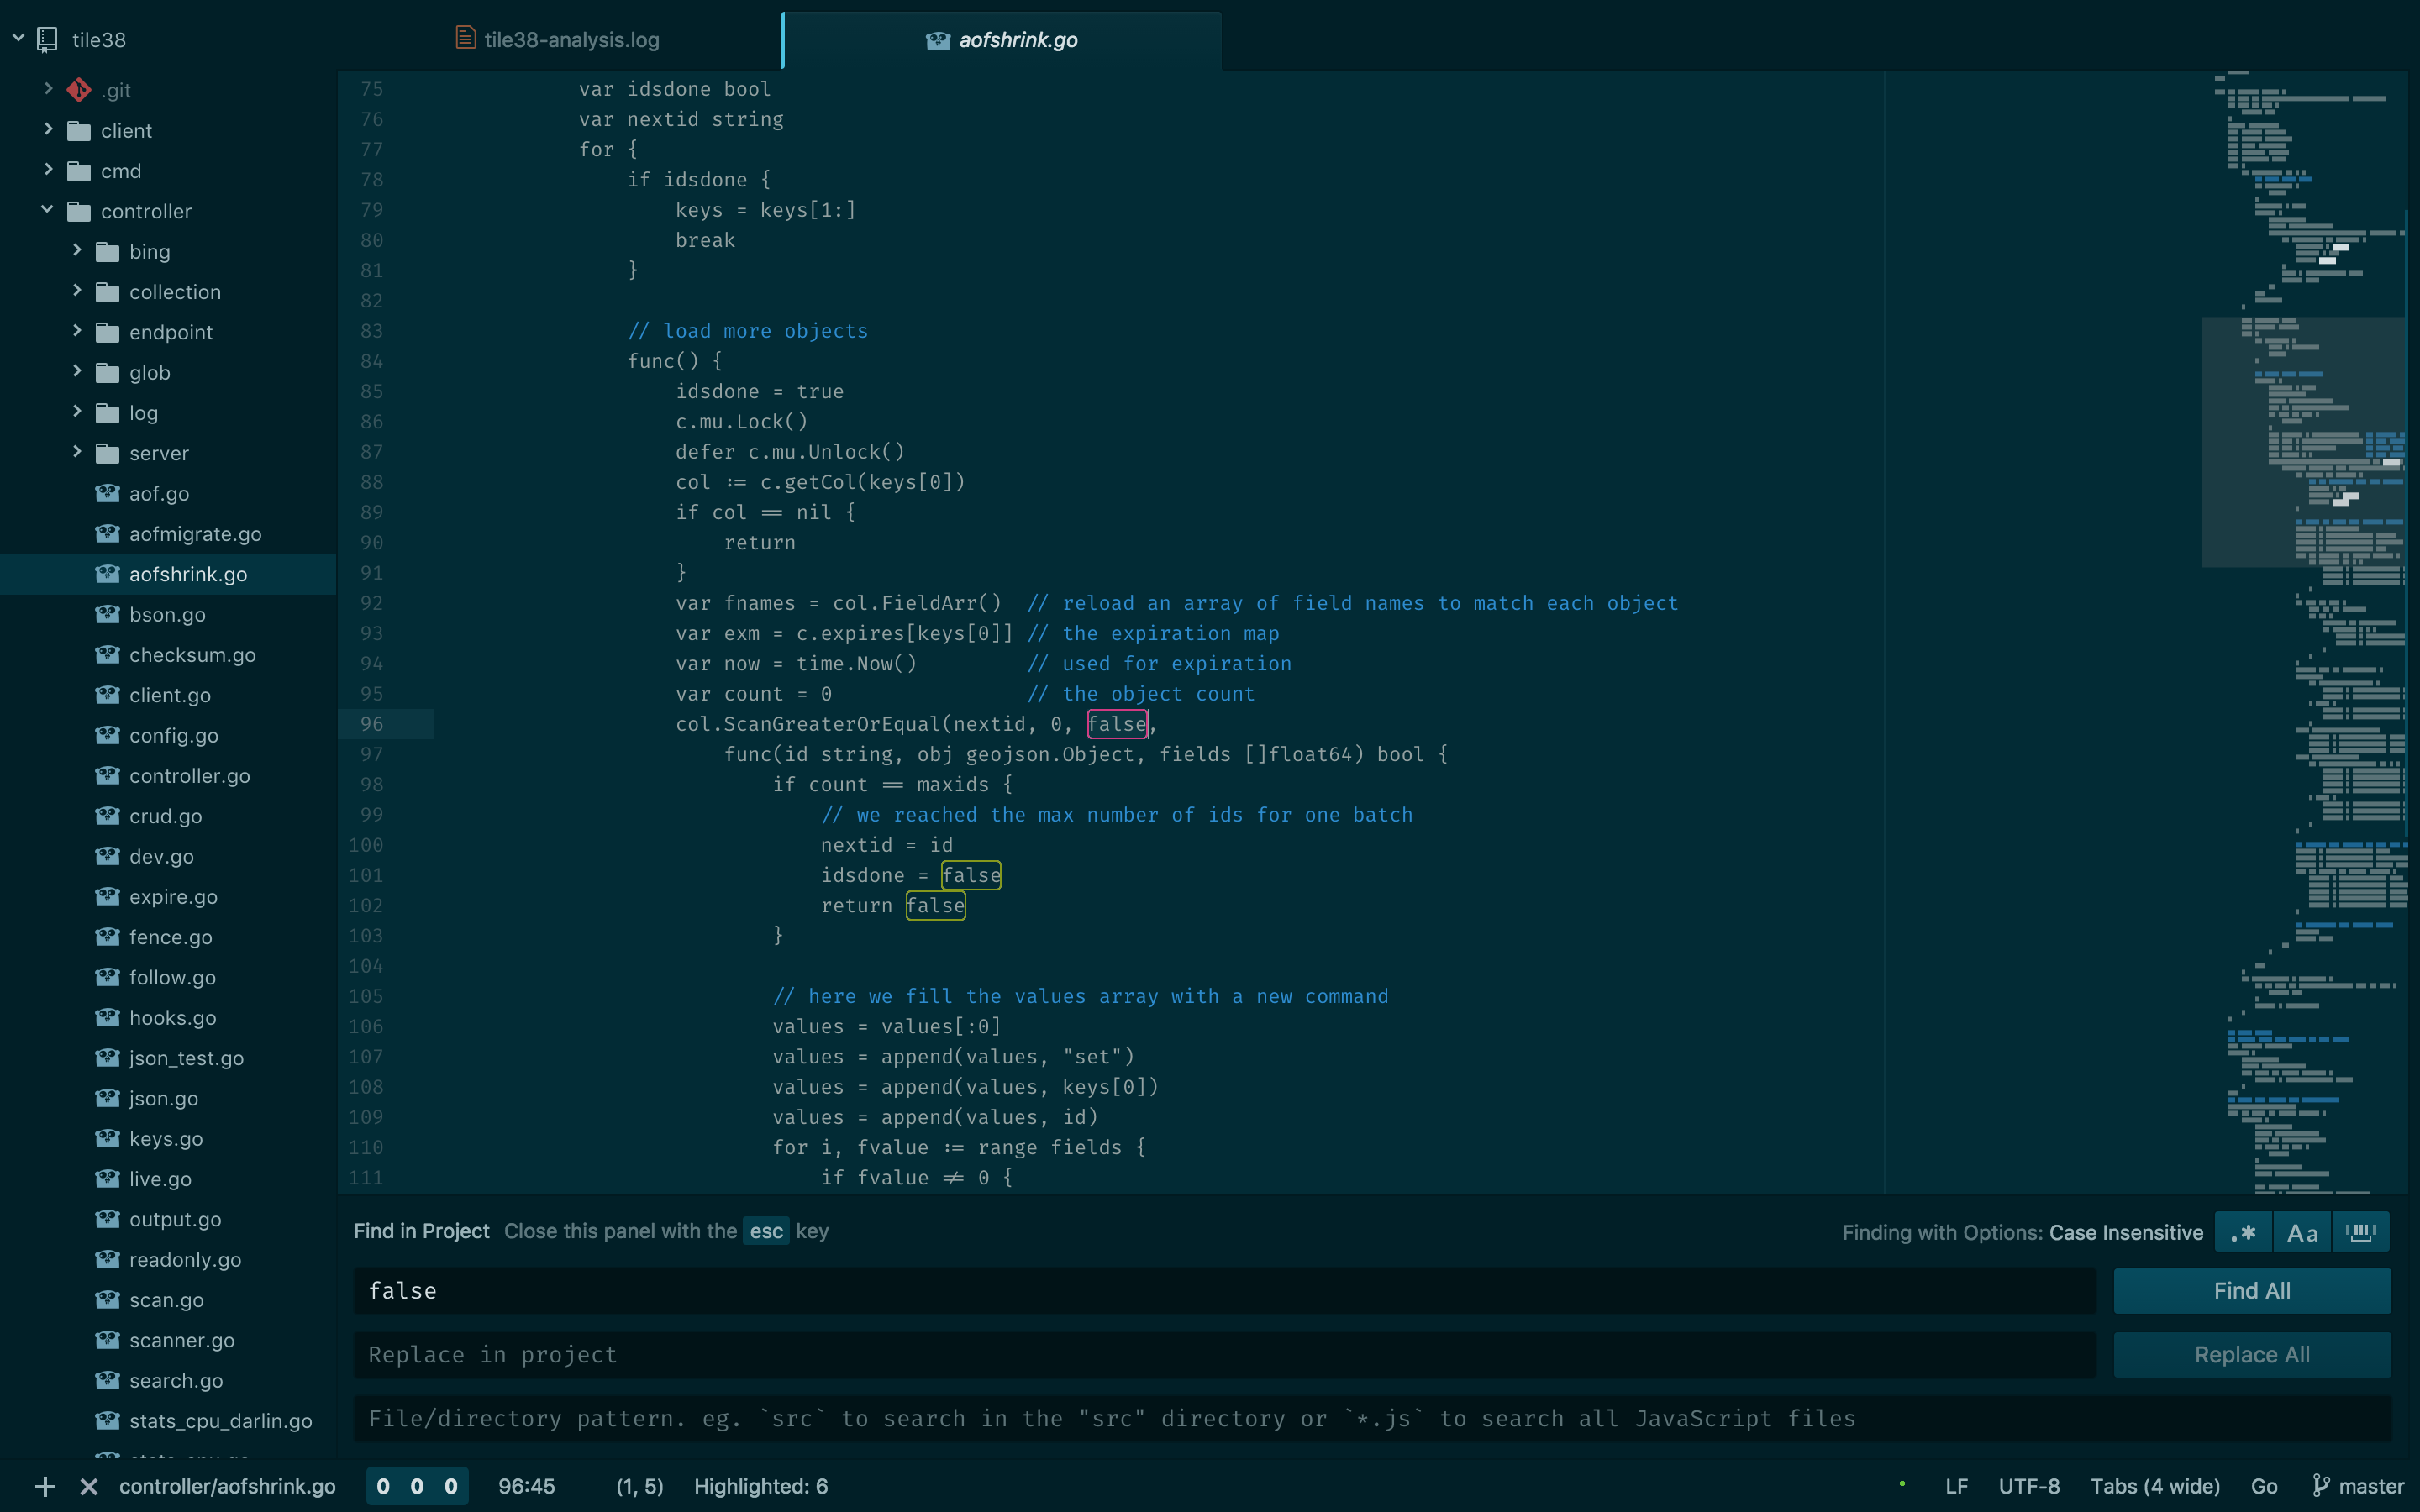 tile38
.git
client
cmd
controller
bing
collection
endpoint
glob
log
server
aof.go
aofmigrate.go
aofshrink.go
bson.go
checksum.go
client.go
config.go
controller.go
crud.go
dev.go
expire.go
fence.go
follow.go
hooks.go
json_test.go
json.go
keys.go
live.go
output.go
readonly.go
scan.go
scanner.go
search.go
stats_cpu_darlin.go
tile38-analysis.log
aofshrink.go
75 var idsdone bool
76 var nextid string
77 for {
78 if idsdone {
79 keys = keys[1:]
80 break
81 }
82
83 // load more objects
84 func() {
85 idsdone = true
86 c.mu.Lock()
87 defer c.mu.Unlock()
88 col := c.getCol(keys[0])
89 if col == nil {
90 return
91 }
92 var fnames = col.FieldArr() // reload an array of field names to match each object
93 var exm = c.expires[keys[0]] // the expiration map
94 var now = time.Now() // used for expiration
95 var count = 0 // the object count
96 col.ScanGreaterOrEqual(nextid, 0, false,
97 func(id string, obj geojson.Object, fields []float64) bool {
98 if count == maxids {
99 // we reached the max number of ids for one batch
100 nextid = id
101 idsdone = false
102 return false
103 }
104
105 // here we fill the values array with a new command
106 values = values[:0]
107 values = append(values, "set")
108 values = append(values, keys[0])
109 values = append(values, id)
110 for i, fvalue := range fields {
111 if fvalue != 0 {
Find in Project Close this panel with the esc key
Finding with Options: Case Insensitive .* Aa
false
Find All
Replace in project
Replace All
File/directory pattern. eg. `src` to search in the "src" directory or `*.js` to search all JavaScript files
controller/aofshrink.go 0 0 0 96:45 (1, 5) Highlighted: 6 LF UTF-8 Tabs (4 wide) Go master